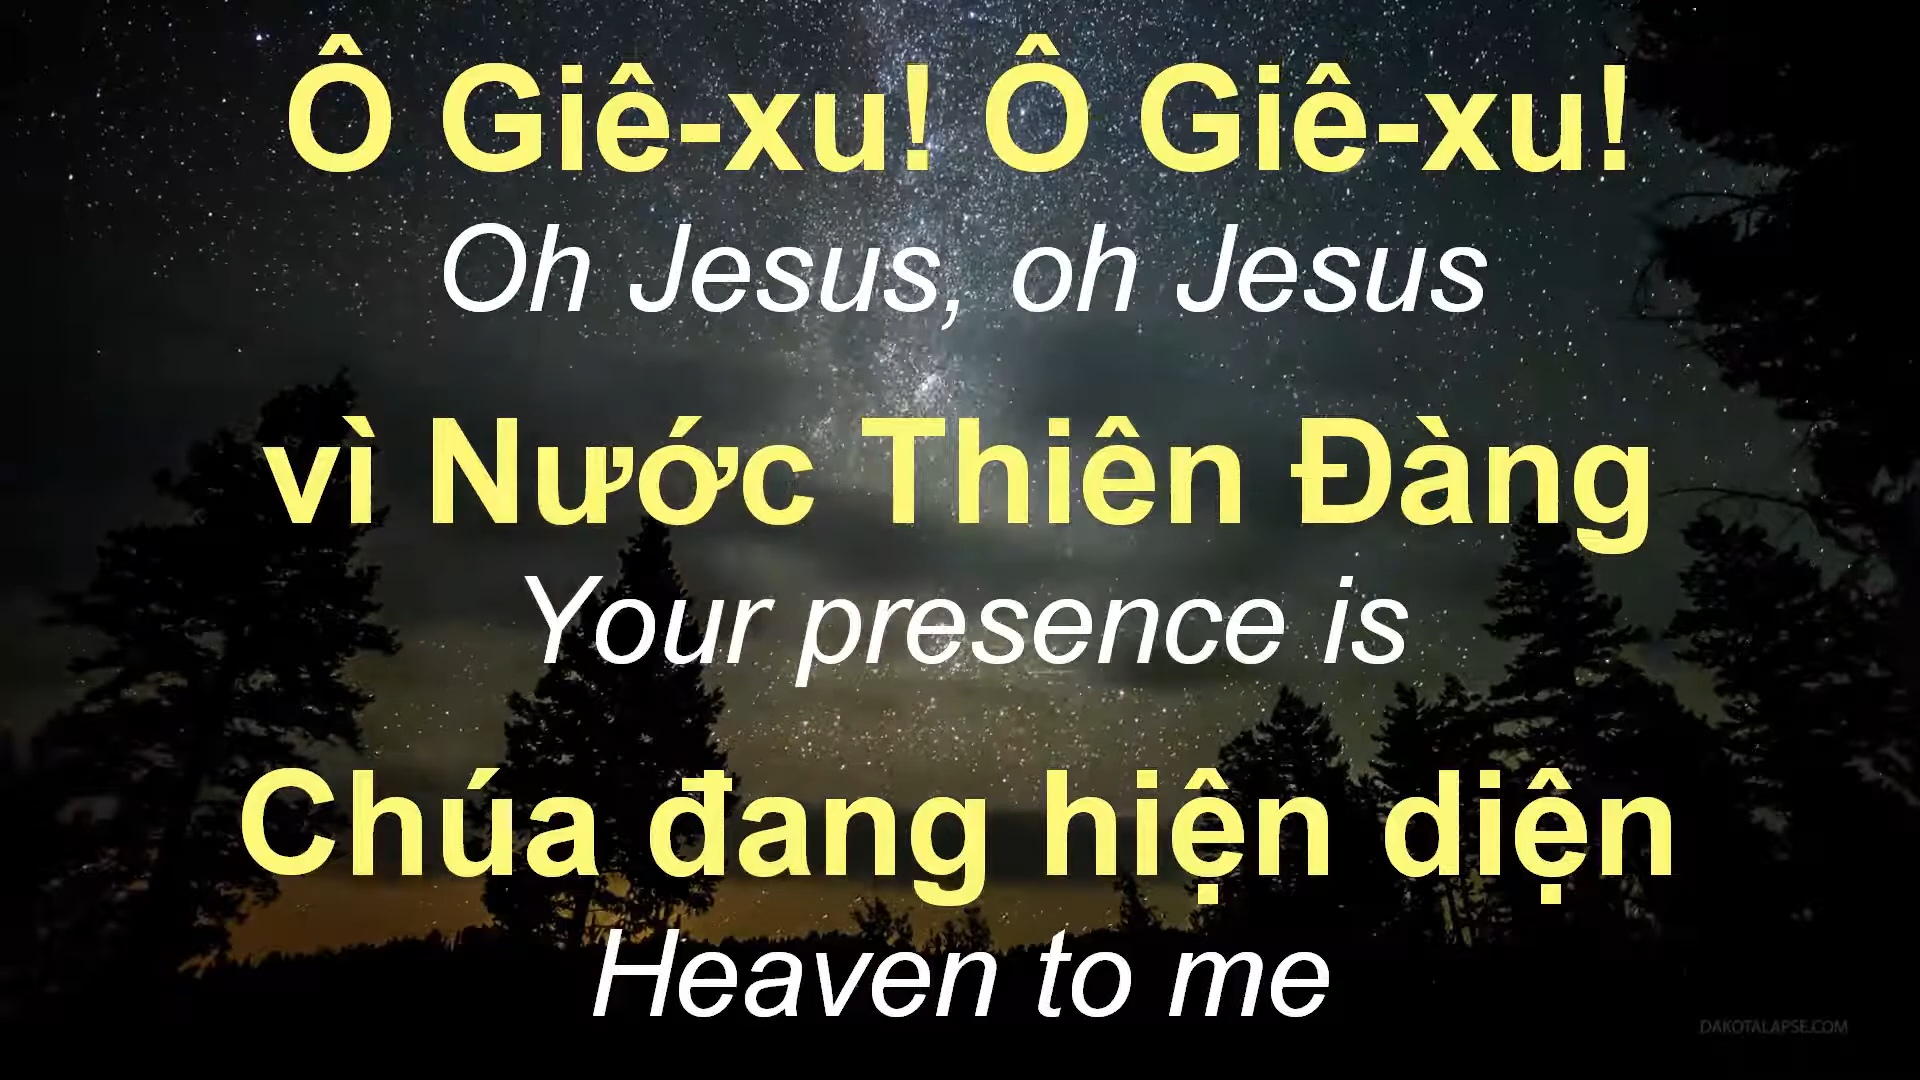 Ô Giê-xu! Ô Giê-xu!
Oh Jesus, oh Jesus
vì Nước Thiên Đàng
Your presence is
Chúa đang hiện diện
Heaven to me
DAKOTALAPSE.COM